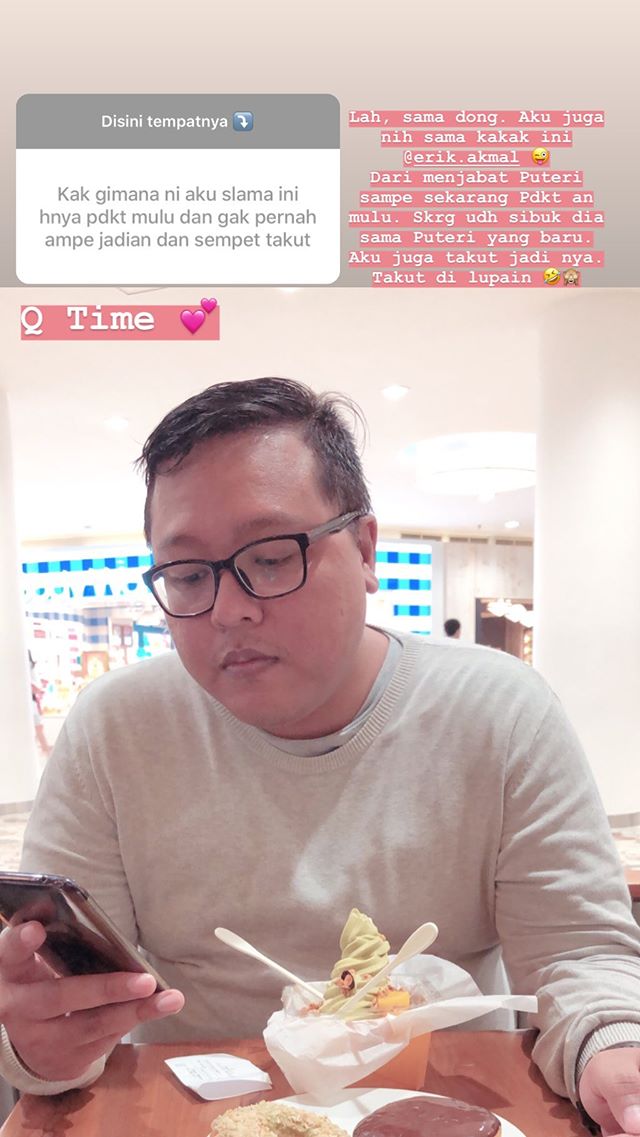 Disini tempatnya ⤵️
Kak gimana ni aku slama ini
hnya pdkt mulu dan gak pernah
ampe jadian dan sempet takut
Lah, sama dong. Aku juga
nih sama kakak ini
@erik.akmal 😜
Dari menjabat Puteri
sampe sekarang Pdkt an
mulu. Skrg udh sibuk dia
sama Puteri yang baru.
Aku juga takut jadi nya.
Takut di lupain 🤣🙈
Q Time 💕